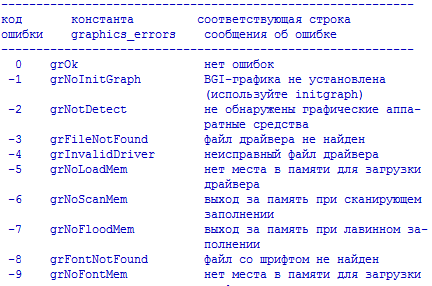 код константа соответствующая строка
ошибки graphics_errors сообщения об ошибке
0 grOk нет ошибок
-1 grNoInitGraph BGI-графика не установлена
(используйте initgraph)
-2 grNotDetect не обнаружены графические аппа-
ратные средства
-3 grFileNotFound файл драйвера не найден
-4 grInvalidDriver неисправный файл драйвера
-5 grNoLoadMem нет места в памяти для загрузки
драйвера
-6 grNoScanMem выход за память при сканирующем
заполнении
-7 grNoFloodMem выход за память при лавинном за-
полнении
-8 grFontNotFound файл со шрифтом не найден
-9 grNoFontMem нет места в памяти для загрузки